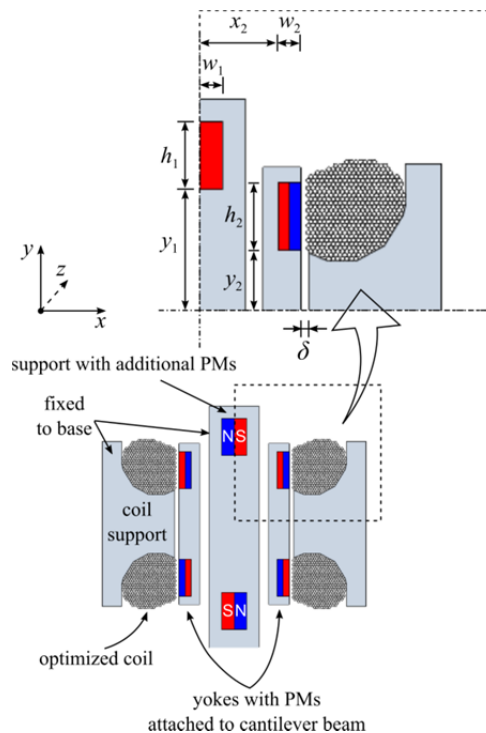 x₂ w₂
w₁
h₁
h₂
y₁
y₂
y
z
x
δ
support with additional PMs
fixed
to base
N S
coil
support
S N
optimized coil
yokes with PMs
attached to cantilever beam